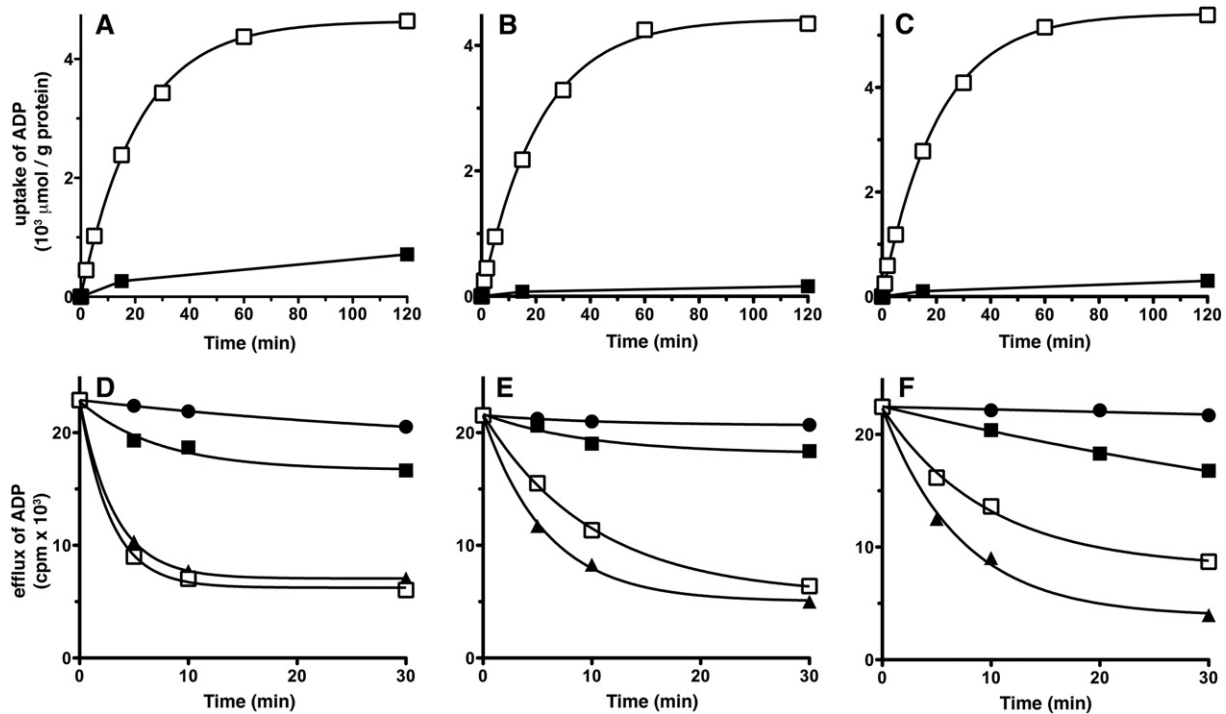 A
B
C
uptake of ADP
(10³ μmol / g protein)
4
2
0
4
2
0
4
2
0
0 20 40 60 80 100 120
0 20 40 60 80 100 120
0 20 40 60 80 100 120
Time (min)
Time (min)
Time (min)
D
E
F
efflux of ADP
(cpm x 10³)
20
10
0
20
10
0
20
10
0
0 10 20 30
0 10 20 30
0 10 20 30
Time (min)
Time (min)
Time (min)